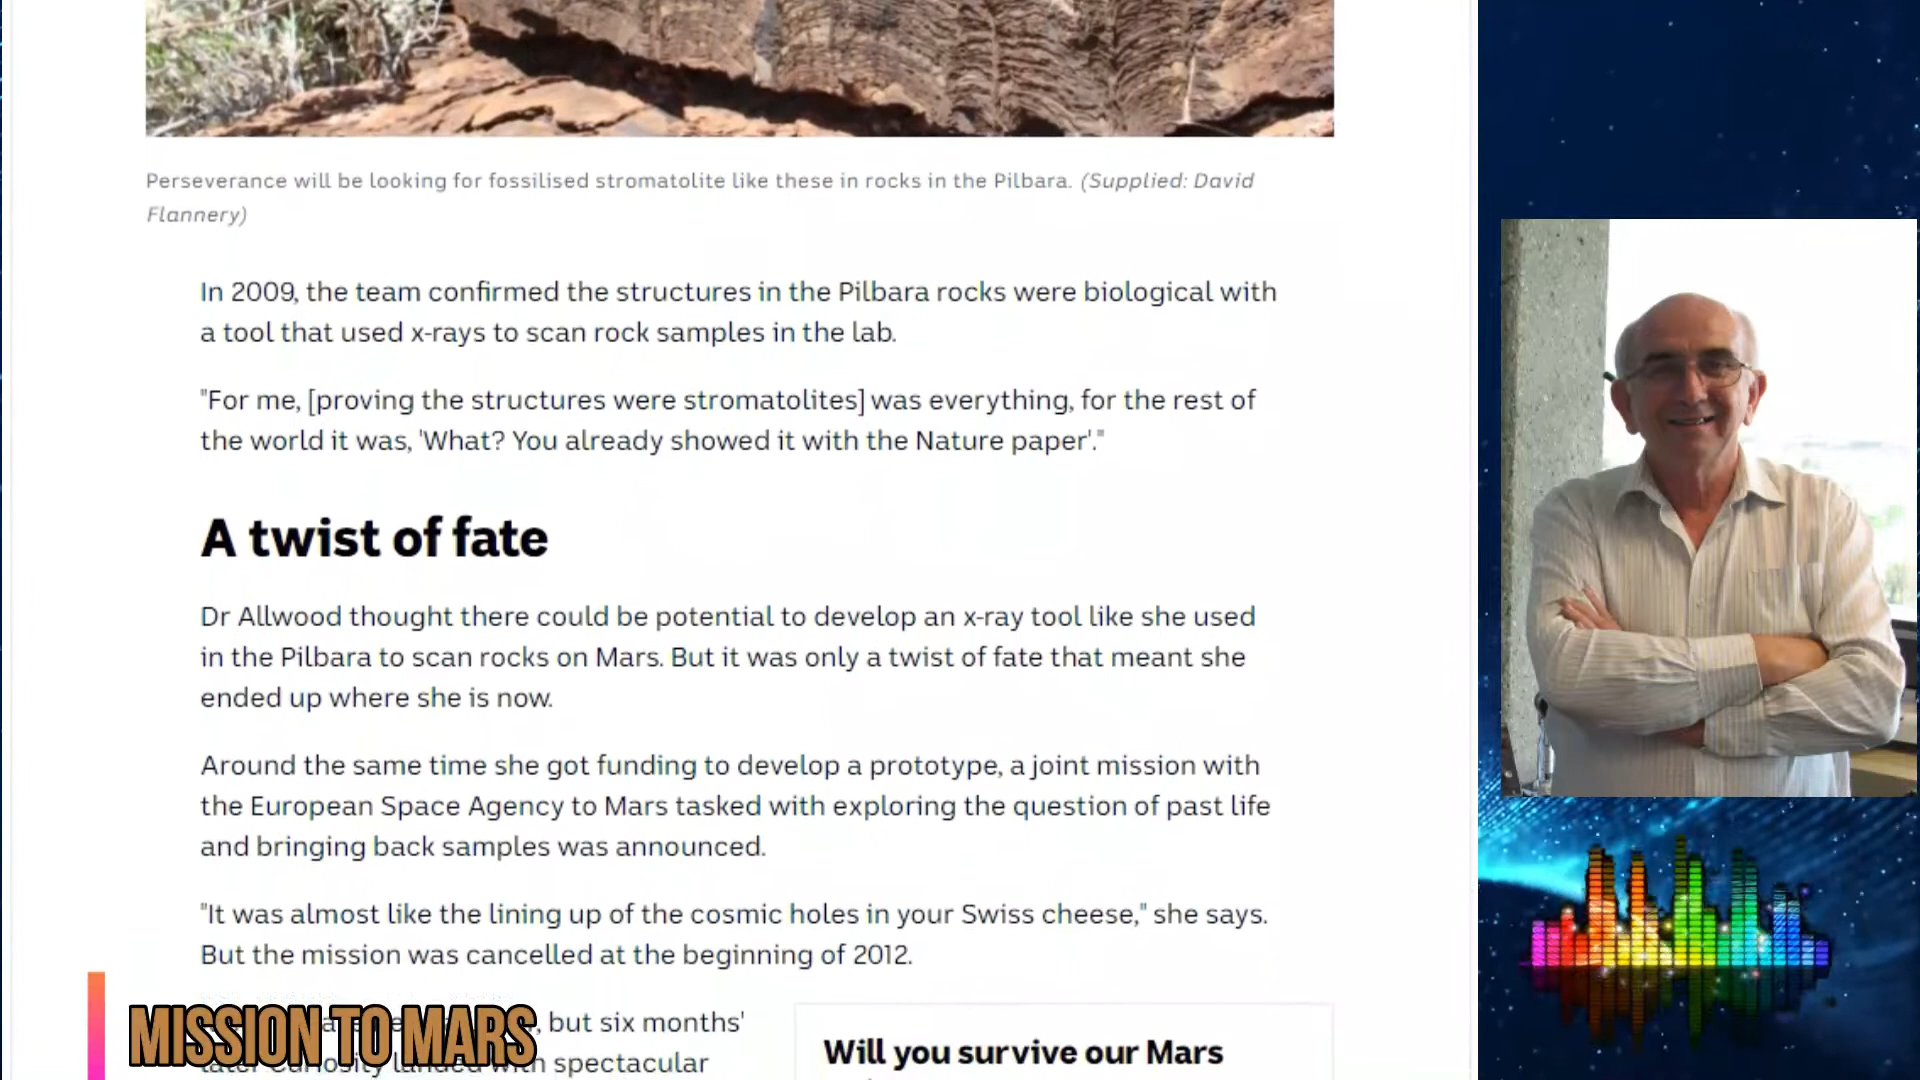 Perseverance will be looking for fossilised stromatolite like these in rocks in the Pilbara. (Supplied: David
Flannery)
In 2009, the team confirmed the structures in the Pilbara rocks were biological with
a tool that used x-rays to scan rock samples in the lab.
"For me, [proving the structures were stromatolites] was everything, for the rest of
the world it was, 'What? You already showed it with the Nature paper'."
A twist of fate
Dr Allwood thought there could be potential to develop an x-ray tool like she used
in the Pilbara to scan rocks on Mars. But it was only a twist of fate that meant she
ended up where she is now.
Around the same time she got funding to develop a prototype, a joint mission with
the European Space Agency to Mars tasked with exploring the question of past life
and bringing back samples was announced.
"It was almost like the lining up of the cosmic holes in your Swiss cheese," she says.
But the mission was cancelled at the beginning of 2012.
, but six months'
later Curiosity landed with spectacular
MISSION TO MARS
Will you survive our Mars